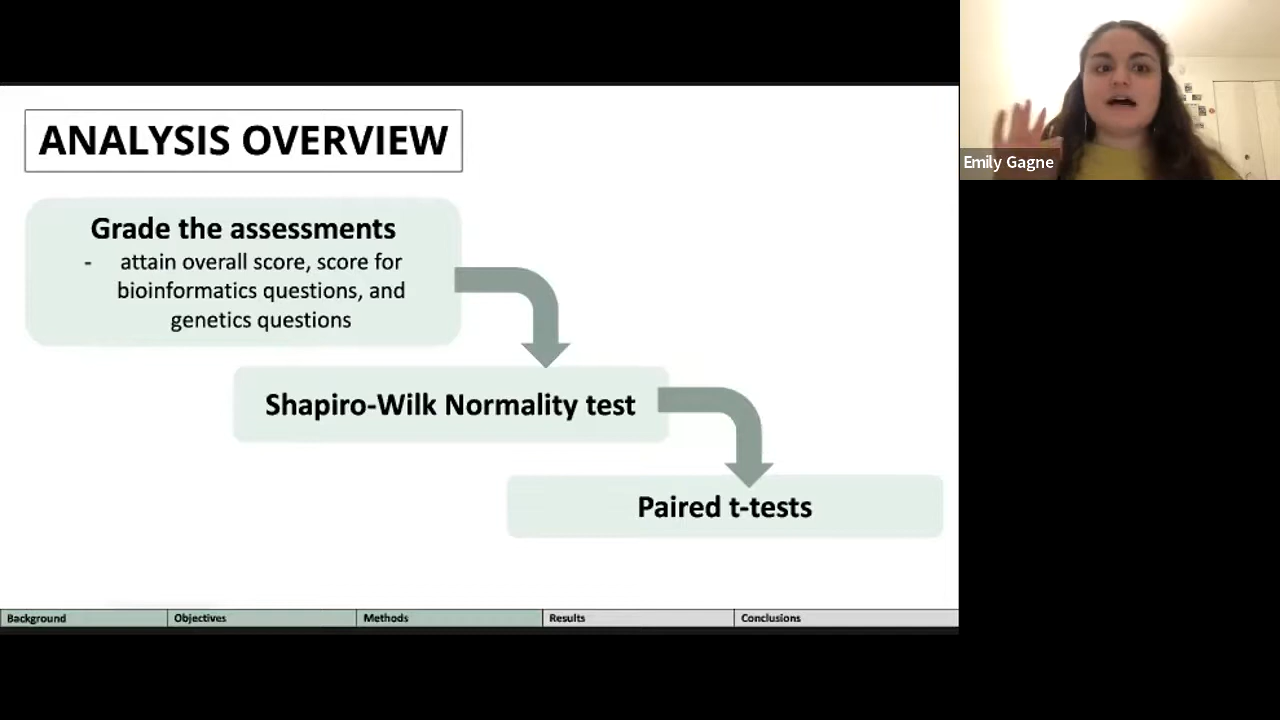 ANALYSIS OVERVIEW
Grade the assessments
- attain overall score, score for
bioinformatics questions, and
genetics questions
Shapiro-Wilk Normality test
Paired t-tests
Background Objectives Methods Results Conclusions
Emily Gagne